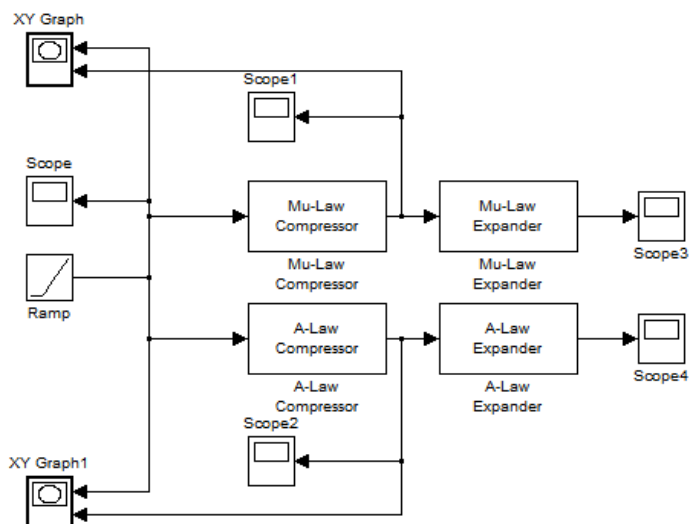 XY Graph
Scope1
Scope
Mu-Law
Compressor
Mu-Law
Expander
Scope3
Mu-Law
Compressor
Mu-Law
Expander
Ramp
A-Law
Compressor
A-Law
Expander
Scope4
A-Law
Compressor
A-Law
Expander
Scope2
XY Graph1